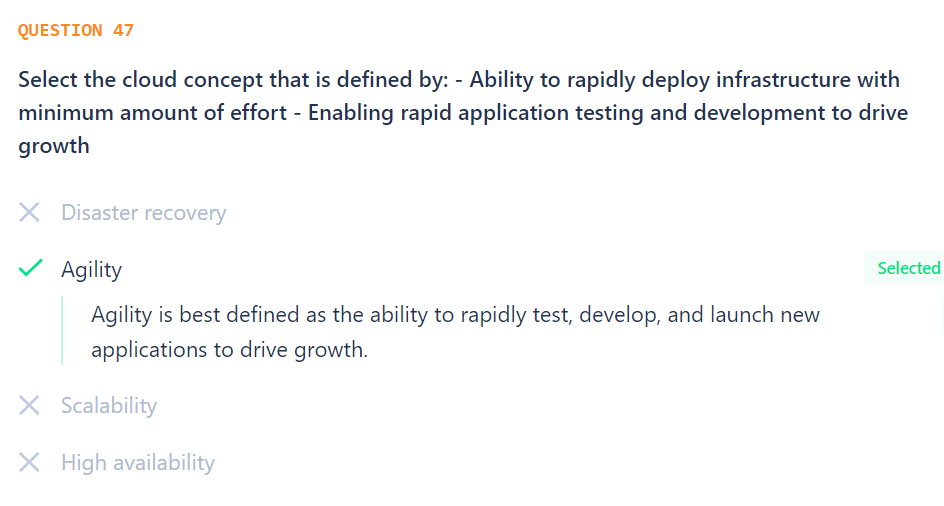 QUESTION 47
Select the cloud concept that is defined by: - Ability to rapidly deploy infrastructure with
minimum amount of effort - Enabling rapid application testing and development to drive
growth
Disaster recovery
Agility
Selected
Agility is best defined as the ability to rapidly test, develop, and launch new
applications to drive growth.
Scalability
High availability